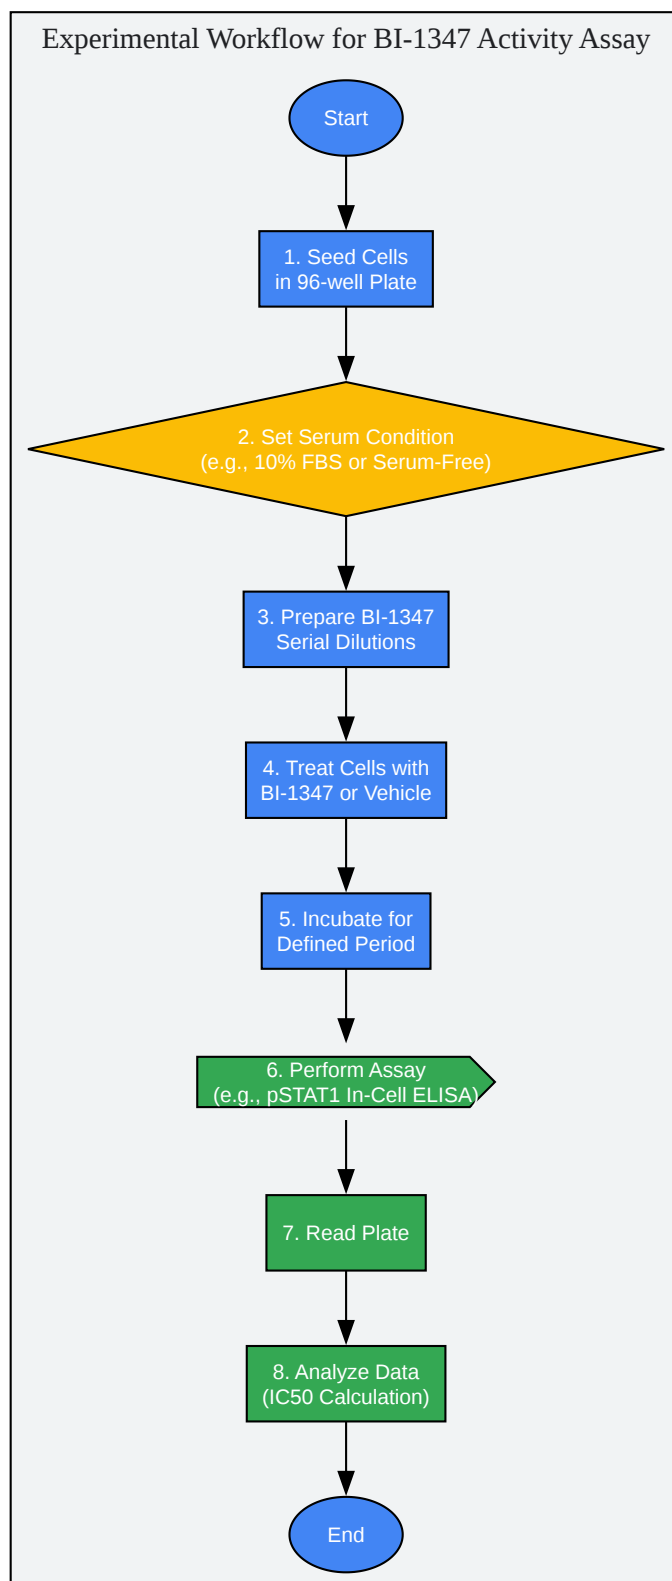 Experimental Workflow for BI-1347 Activity Assay
Start
1. Seed Cells
in 96-well Plate
2. Set Serum Condition
(e.g., 10% FBS or Serum-Free)
3. Prepare BI-1347
Serial Dilutions
4. Treat Cells with
BI-1347 or Vehicle
5. Incubate for
Defined Period
6. Perform Assay
(e.g., pSTAT1 In-Cell ELISA)
7. Read Plate
8. Analyze Data
(IC50 Calculation)
End